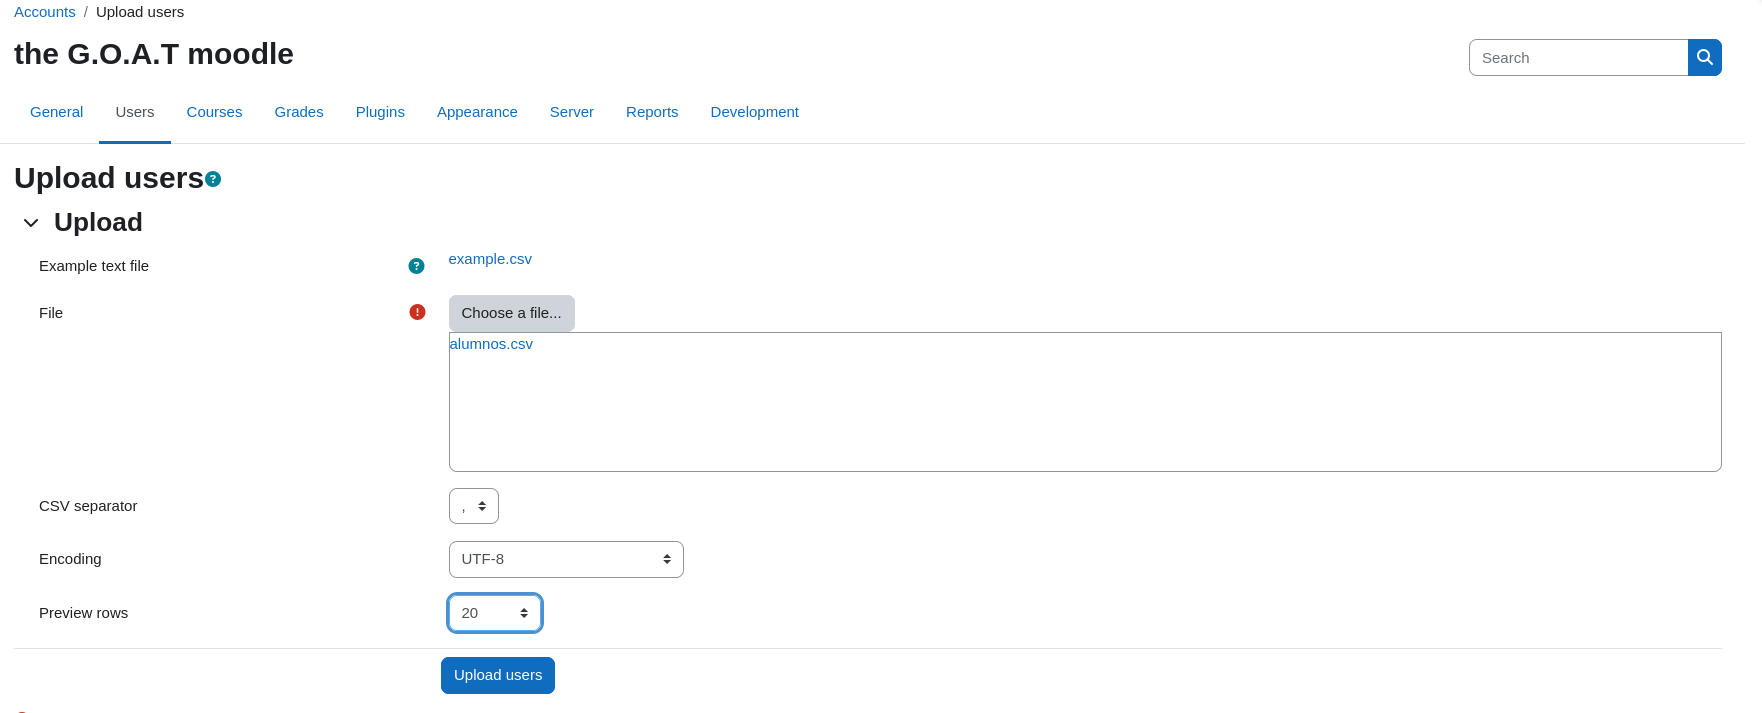 Accounts / Upload users
the G.O.A.T moodle
Search
General Users Courses Grades Plugins Appearance Server Reports Development
Upload users
Upload
Example text file example.csv
File Choose a file...
alumnos.csv
CSV separator ,
Encoding UTF-8
Preview rows 20
Upload users